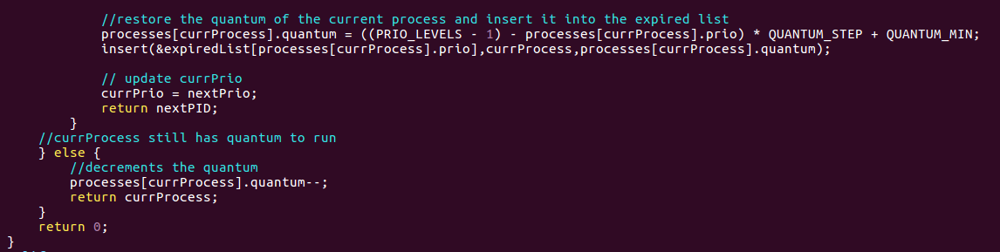 //restore the quantum of the current process and insert it into the expired list
processes[currProcess].quantum = ((PRIO_LEVELS - 1) - processes[currProcess].prio) * QUANTUM_STEP + QUANTUM_MIN;
insert(&expiredList[processes[currProcess].prio],currProcess,processes[currProcess].quantum);
// update currPrio
currPrio = nextPrio;
return nextPID;
}
//currProcess still has quantum to run
} else {
//decrements the quantum
processes[currProcess].quantum--;
return currProcess;
}
return 0;
}